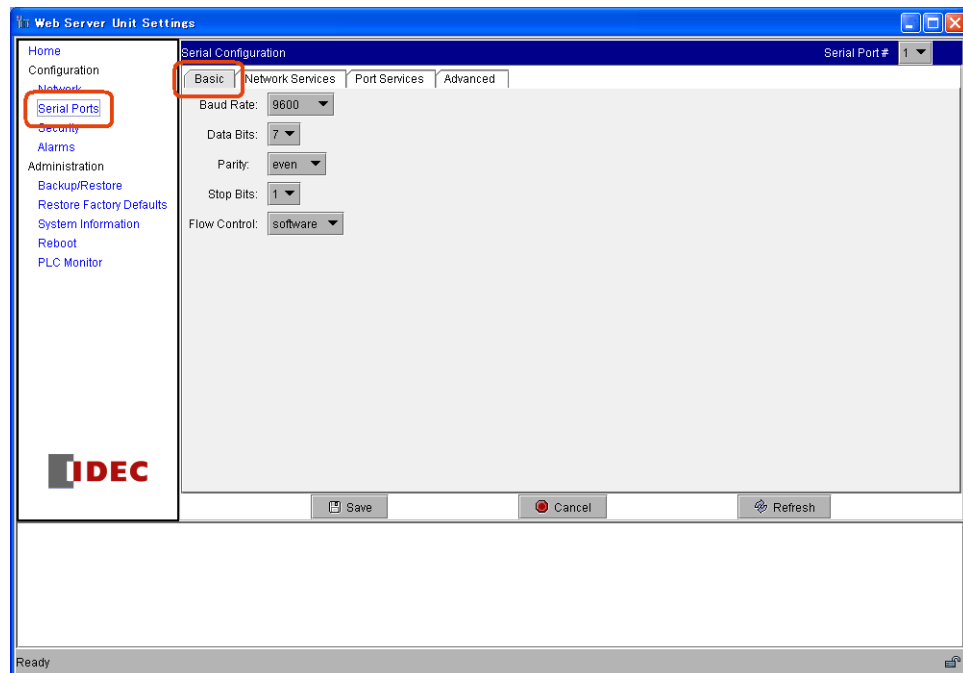 Web Server Unit Settings
Home
Configuration
Network
Serial Ports
Security
Alarms
Administration
Backup/Restore
Restore Factory Defaults
System Information
Reboot
PLC Monitor
IDEC
Serial Configuration Serial Port# 1
Basic Network Services Port Services Advanced
Baud Rate: 9600
Data Bits: 7
Parity: even
Stop Bits: 1
Flow Control: software
Save Cancel Refresh
Ready